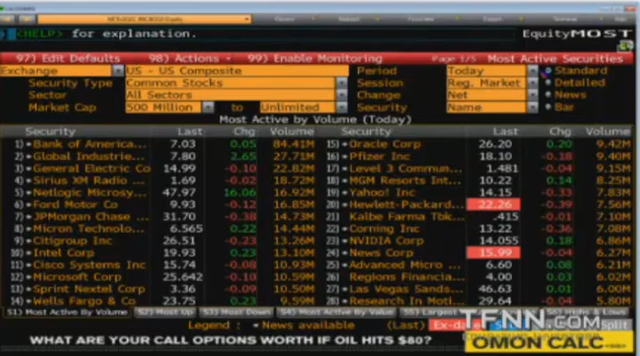 <HELP> for explanation. EquityMOST
97) Edit Defaults 98) Actions 99) Enable Monitoring Page 1/5 Most Active Securities
Exchange US - US Composite Period Today Standard
Security Type Common Stocks Session Reg. Market Detailed
Sector All Sectors Change Net News
Market Cap 500 Million to Unlimited Security Name Bar
Most Active by Volume (Today)
Security Last Chg Volume Security Last Chg Volume
1) Bank of America... 7.03 0.05 84.41M 15) Oracle Corp 26.20 0.20 9.42M
2) Global Industrie... 7.80 2.65 27.71M 16) Pfizer Inc 18.10 -0.18 9.40M
3) General Electric Co 14.99 -0.10 22.82M 17) Level 3 Commun... 1.481 -0.04 9.15M
4) Sirius XM Radio ... 1.69 -0.02 18.72M 18) MGM Resorts Int... 10.22 0.14 8.25M
5) Netlogic Microsy... 47.97 16.06 16.92M 19) Yahoo! Inc 14.15 -0.33 7.83M
6) Ford Motor Co 9.93 -0.12 16.85M 20) Hewlett-Packard... 22.26 -0.39 7.56M
7) JPMorgan Chase ... 31.70 -0.38 14.73M 21) Kalbe Farma Tbk... .415 -0.01 7.10M
8) Micron Technolo... 6.565 0.22 14.44M 22) Corning Inc 13.22 -0.36 7.08M
9) Citigroup Inc 26.51 -0.23 13.26M 23) NVIDIA Corp 14.055 0.18 6.86M
10) Intel Corp 19.93 0.23 13.10M 24) News Corp 15.99 -0.04 6.27M
11) Cisco Systems Inc 15.74 -0.08 10.93M 25) Advanced Micro ... 6.60 0.08 6.21M
12) Microsoft Corp 25.642 -0.10 10.23M 26) Regions Financia... 4.00 0.03 6.02M
13) Sprint Nextel Corp 3.36 -0.09 10.23M 27) Las Vegas Sands... 46.63 0.01 6.00M
14) Wells Fargo & Co 23.75 0.23 9.59M 28) Research In Moti... 29.64 -0.04 5.80M
51) Most Active By Volume 52) Most Up 53) Most Down 54) Most Active By Value 55) Largest Highs & Lows
Legend : News available (Last) Ex-da Split
TFNN.COM
WHAT ARE YOUR CALL OPTIONS WORTH IF OIL HITS $80? OMON CALC